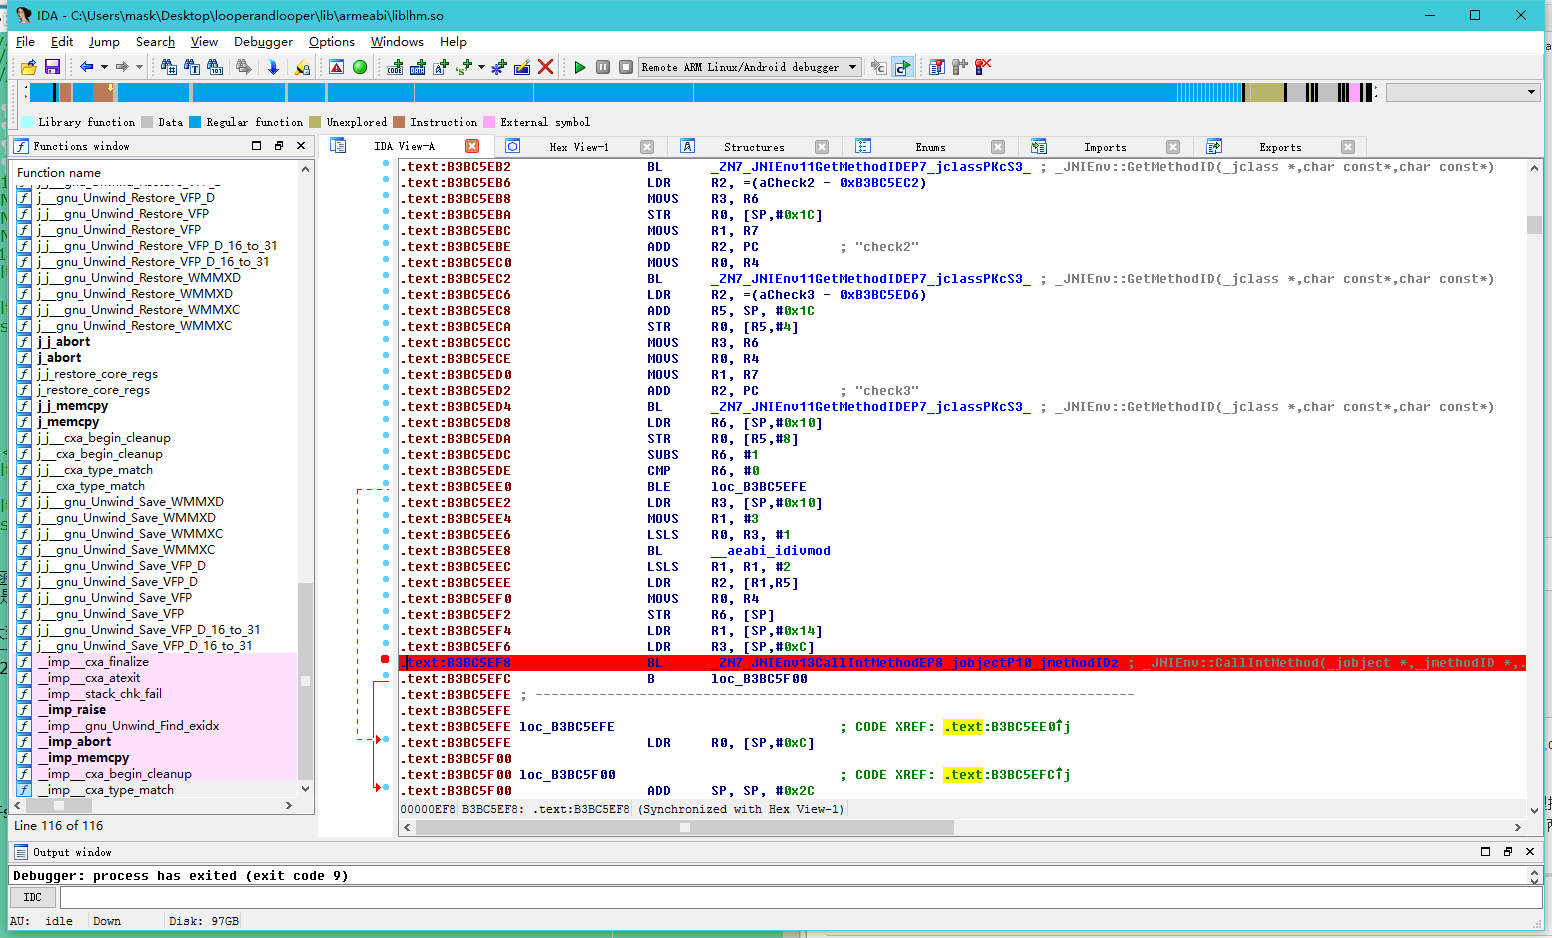 IDA - C:\Users\mask\Desktop\looperandlooper\lib\armeabi\liblhm.so
File Edit Jump Search View Debugger Options Windows Help
Remote ARM Linux/Android debugger
Library function Data Regular function Unexplored Instruction External symbol
Functions window
IDA View-A Hex View-1 Structures Enums Imports Exports
Function name
j___gnu_Unwind_Restore_VFP_D
j_j___gnu_Unwind_Restore_VFP
j___gnu_Unwind_Restore_VFP
j_j___gnu_Unwind_Restore_VFP_D_16_to_31
j___gnu_Unwind_Restore_VFP_D_16_to_31
j_j___gnu_Unwind_Restore_WMMXD
j___gnu_Unwind_Restore_WMMXD
j_j___gnu_Unwind_Restore_WMMXC
j___gnu_Unwind_Restore_WMMXC
j_j_abort
j_abort
j_j_restore_core_regs
j_restore_core_regs
j_j_memcpy
j_memcpy
j_j___cxa_begin_cleanup
j___cxa_begin_cleanup
j_j___cxa_type_match
j___cxa_type_match
j_j___gnu_Unwind_Save_WMMXD
j___gnu_Unwind_Save_WMMXD
j_j___gnu_Unwind_Save_WMMXC
j___gnu_Unwind_Save_WMMXC
j_j___gnu_Unwind_Save_VFP_D
j___gnu_Unwind_Save_VFP_D
j_j___gnu_Unwind_Save_VFP
j___gnu_Unwind_Save_VFP
j_j___gnu_Unwind_Save_VFP_D_16_to_31
j___gnu_Unwind_Save_VFP_D_16_to_31
__imp___cxa_finalize
__imp___cxa_atexit
__imp___stack_chk_fail
__imp_raise
__imp___gnu_Unwind_Find_exidx
__imp_abort
__imp_memcpy
__imp___cxa_begin_cleanup
__imp___cxa_type_match
Line 116 of 116
.text:B3BC5EB2 BL _ZN7_JNIEnv11GetMethodIDEP7_jclassPKcS3_ ; _JNIEnv::GetMethodID(_jclass *,char const*,char const*)
.text:B3BC5EB6 LDR R2, =(aCheck2 - 0xB3BC5EC2)
.text:B3BC5EB8 MOVS R3, R6
.text:B3BC5EBA STR R0, [SP,#0x1C]
.text:B3BC5EBC MOVS R1, R7
.text:B3BC5EBE ADD R2, PC ; "check2"
.text:B3BC5EC0 MOVS R0, R4
.text:B3BC5EC2 BL _ZN7_JNIEnv11GetMethodIDEP7_jclassPKcS3_ ; _JNIEnv::GetMethodID(_jclass *,char const*,char const*)
.text:B3BC5EC6 LDR R2, =(aCheck3 - 0xB3BC5ED6)
.text:B3BC5EC8 ADD R5, SP, #0x1C
.text:B3BC5ECA STR R0, [R5,#4]
.text:B3BC5ECC MOVS R3, R6
.text:B3BC5ECE MOVS R0, R4
.text:B3BC5ED0 MOVS R1, R7
.text:B3BC5ED2 ADD R2, PC ; "check3"
.text:B3BC5ED4 BL _ZN7_JNIEnv11GetMethodIDEP7_jclassPKcS3_ ; _JNIEnv::GetMethodID(_jclass *,char const*,char const*)
.text:B3BC5ED8 LDR R6, [SP,#0x10]
.text:B3BC5EDA STR R0, [R5,#8]
.text:B3BC5EDC SUBS R6, #1
.text:B3BC5EDE CMP R6, #0
.text:B3BC5EE0 BLE loc_B3BC5EFE
.text:B3BC5EE2 LDR R3, [SP,#0x10]
.text:B3BC5EE4 MOVS R1, #3
.text:B3BC5EE6 LSLS R0, R3, #1
.text:B3BC5EE8 BL __aeabi_idivmod
.text:B3BC5EEC LSLS R1, R1, #2
.text:B3BC5EEE LDR R2, [R1,R5]
.text:B3BC5EF0 MOVS R0, R4
.text:B3BC5EF2 STR R6, [SP]
.text:B3BC5EF4 LDR R1, [SP,#0x14]
.text:B3BC5EF6 LDR R3, [SP,#0xC]
.text:B3BC5EF8 BL _ZN7_JNIEnv13CallIntMethodEP8_jobjectP10_jmethodIDz ; _JNIEnv::CallIntMethod(_jobject *,_jmethodID *,.
.text:B3BC5EFC B loc_B3BC5F00
.text:B3BC5EFE ; ---------------------------------------------------------------------------
.text:B3BC5EFE
.text:B3BC5EFE loc_B3BC5EFE ; CODE XREF: .text:B3BC5EE0↑j
.text:B3BC5EFE LDR R0, [SP,#0xC]
.text:B3BC5F00
.text:B3BC5F00 loc_B3BC5F00 ; CODE XREF: .text:B3BC5EFC↑j
.text:B3BC5F00 ADD SP, SP, #0x2C
00000EF8 B3BC5EF8: .text:B3BC5EF8 (Synchronized with Hex View-1)
Output window
Debugger: process has exited (exit code 9)
IDC
AU: idle Down Disk: 97GB